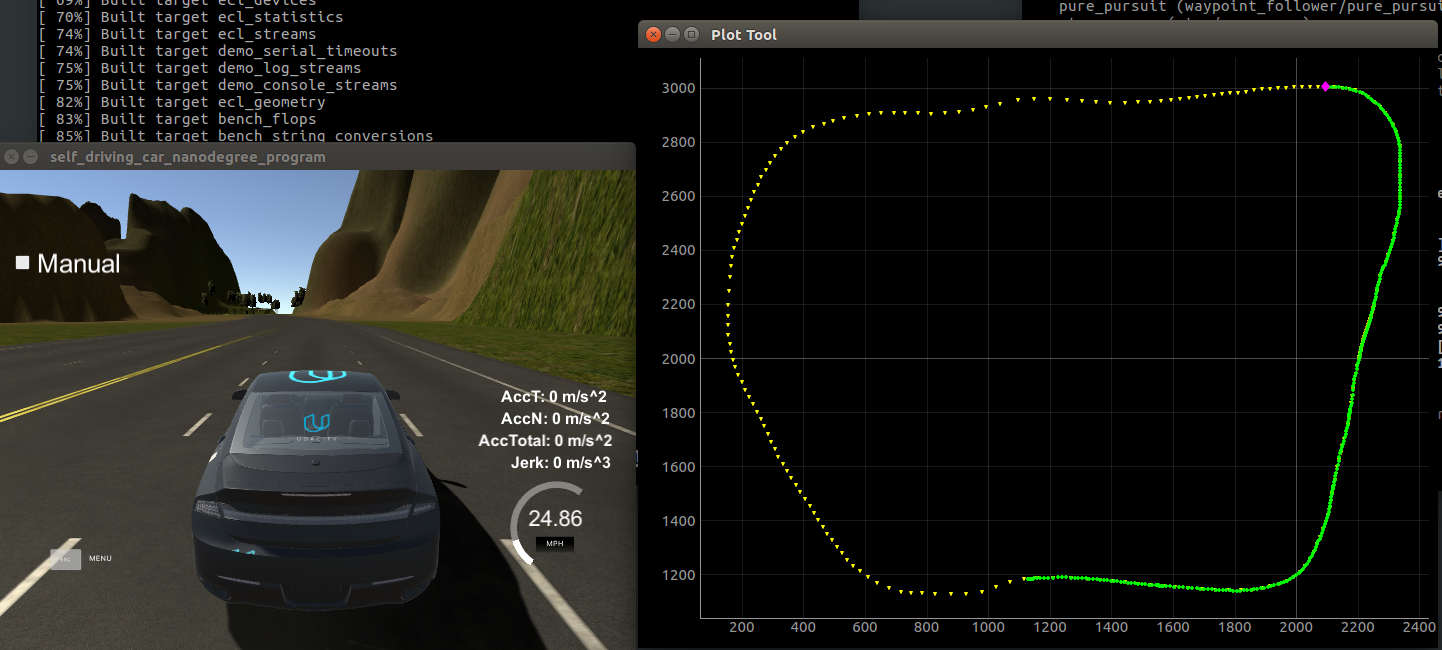 [ 69%] Built target ecl_devices
[ 70%] Built target ecl_statistics
[ 74%] Built target ecl_streams
[ 74%] Built target demo_serial_timeouts
[ 75%] Built target demo_log_streams
[ 75%] Built target demo_console_streams
[ 82%] Built target ecl_geometry
[ 83%] Built target bench_flops
[ 85%] Built target bench_string_conversions
pure_pursuit (waypoint_follower/pure_pursui
self_driving_car_nanodegree_program
Manual
UDACITY
AccT: 0 m/s^2
AccN: 0 m/s^2
AccTotal: 0 m/s^2
Jerk: 0 m/s^3
24.86
MPH
MENU
Plot Tool
3000
2800
2600
2400
2200
2000
1800
1600
1400
1200
200 400 600 800 1000 1200 1400 1600 1800 2000 2200 2400